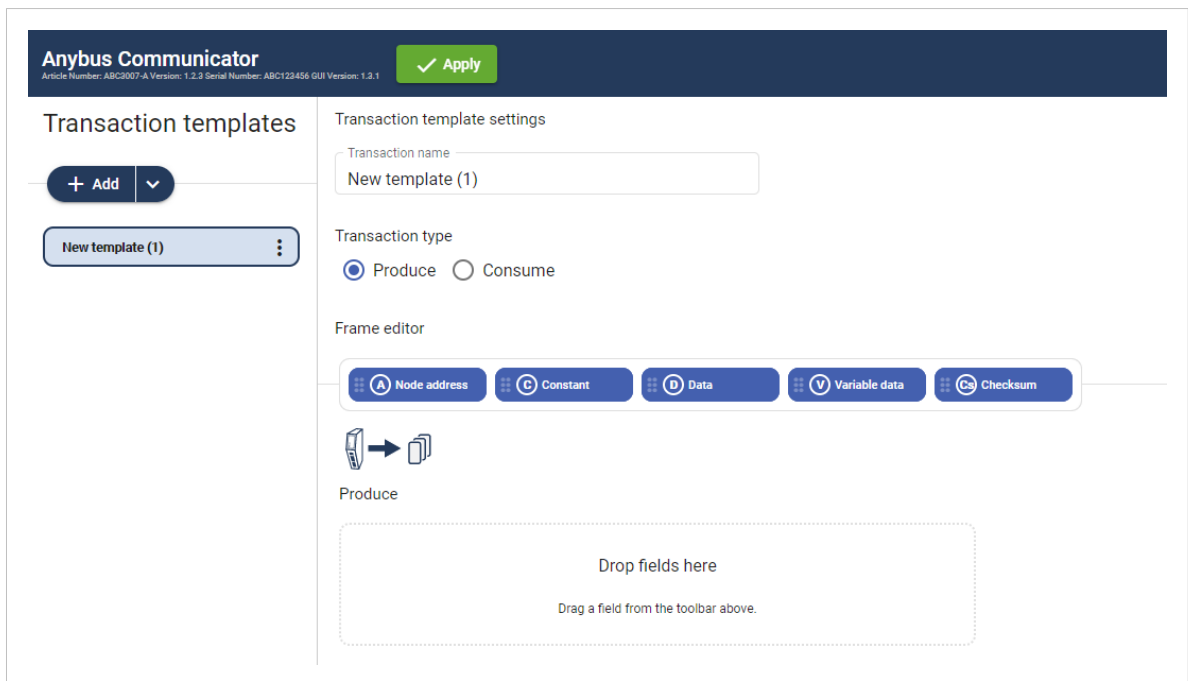 Anybus Communicator
Article Number: ABC3007-A Version: 1.2.3 Serial Number: ABC123456 GUI Version: 1.3.1
Apply
Transaction templates
Add
New template (1)
Transaction template settings
Transaction name
New template (1)
Transaction type
Produce Consume
Frame editor
A Node address C Constant D Data V Variable data Cs Checksum
Produce
Drop fields here
Drag a field from the toolbar above.